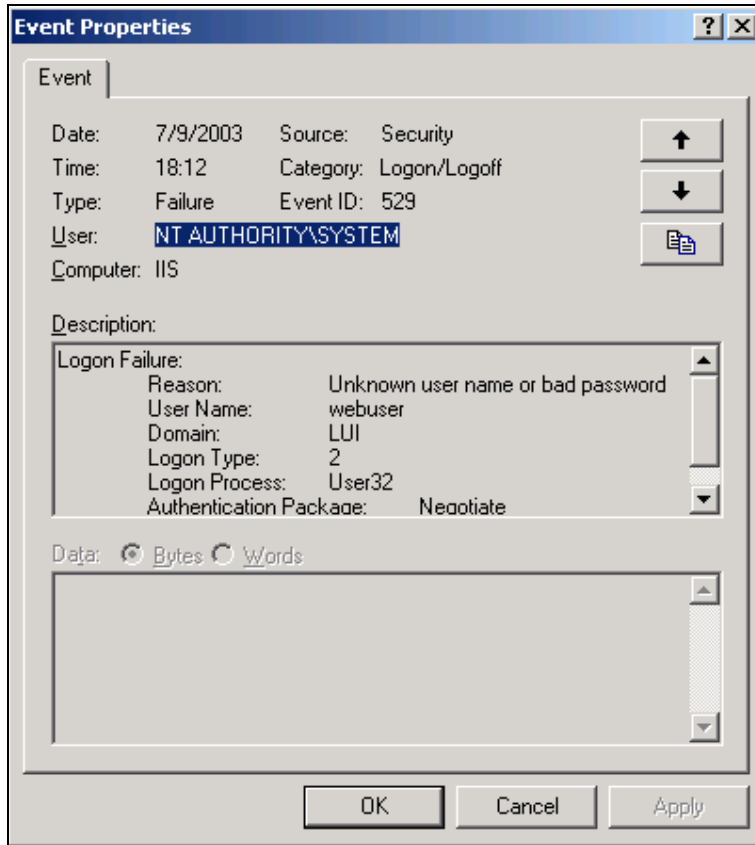 Event Properties
Event
Date: 7/9/2003 Source: Security
Time: 18:12 Category: Logon/Logoff
Type: Failure Event ID: 529
User: NT AUTHORITY\SYSTEM
Computer: IIS
Description:
Logon Failure:
Reason: Unknown user name or bad password
User Name: webuser
Domain: LUI
Logon Type: 2
Logon Process: User32
Authentication Package: Negotiate
Data: Bytes Words
OK Cancel Apply